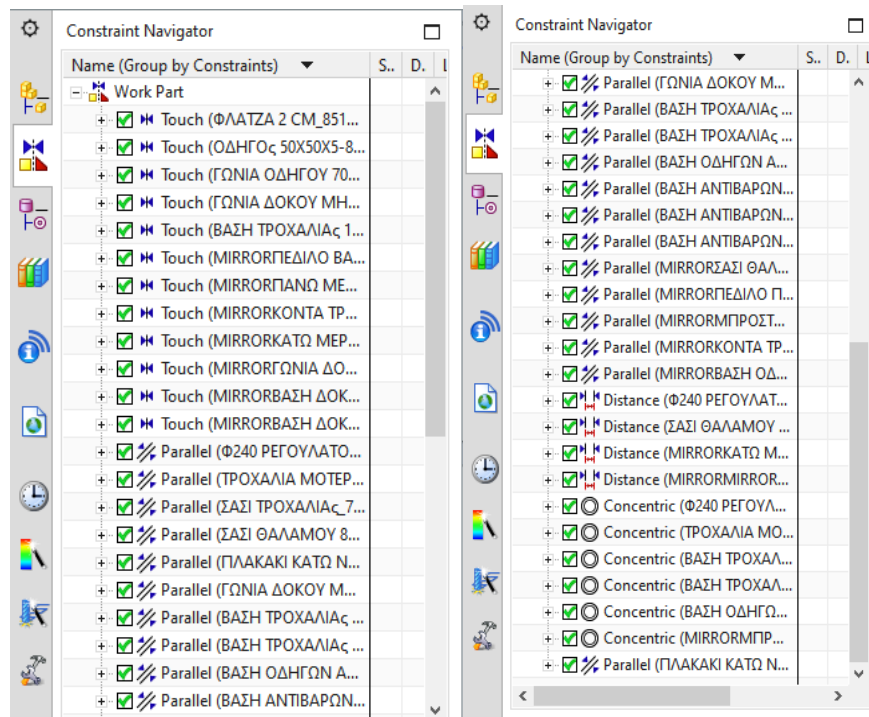 Constraint Navigator
Name (Group by Constraints) S.. D.
Work Part
Touch (ΦΛΑΤΖΑ 2 CM_851...
Touch (ΟΔΗΓΟς 50X50X5-8...
Touch (ΓΩΝΙΑ ΟΔΗΓΟΥ 70...
Touch (ΓΩΝΙΑ ΔΟΚΟΥ ΜΗ...
Touch (ΒΑΣΗ ΤΡΟΧΑΛΙΑς 1...
Touch (MIRRORΠΕΔΙΛΟ ΒΑ...
Touch (MIRRORΠΑΝΩ ΜΕ...
Touch (MIRRORΚΟΝΤΑ ΤΡ...
Touch (MIRRORΚΑΤΩ ΜΕΡ...
Touch (MIRRORΓΩΝΙΑ ΔΟ...
Touch (MIRRORΒΑΣΗ ΔΟΚ...
Touch (MIRRORΒΑΣΗ ΔΟΚ...
Parallel (Φ240 ΡΕΓΟΥΛΑΤΟ...
Parallel (ΤΡΟΧΑΛΙΑ ΜΟΤΕΡ...
Parallel (ΣΑΣΙ ΤΡΟΧΑΛΙΑς_7...
Parallel (ΣΑΣΙ ΘΑΛΑΜΟΥ 8...
Parallel (ΠΛΑΚΑΚΙ ΚΑΤΩ Ν...
Parallel (ΓΩΝΙΑ ΔΟΚΟΥ Μ...
Parallel (ΒΑΣΗ ΤΡΟΧΑΛΙΑς ...
Parallel (ΒΑΣΗ ΤΡΟΧΑΛΙΑς ...
Parallel (ΒΑΣΗ ΟΔΗΓΩΝ Α...
Parallel (ΒΑΣΗ ΑΝΤΙΒΑΡΩΝ...
Constraint Navigator
Name (Group by Constraints) S.. D.
Parallel (ΓΩΝΙΑ ΔΟΚΟΥ Μ...
Parallel (ΒΑΣΗ ΤΡΟΧΑΛΙΑς ...
Parallel (ΒΑΣΗ ΤΡΟΧΑΛΙΑς ...
Parallel (ΒΑΣΗ ΟΔΗΓΩΝ Α...
Parallel (ΒΑΣΗ ΑΝΤΙΒΑΡΩΝ...
Parallel (ΒΑΣΗ ΑΝΤΙΒΑΡΩΝ...
Parallel (ΒΑΣΗ ΑΝΤΙΒΑΡΩΝ...
Parallel (MIRRORΣΑΣΙ ΘΑΛ...
Parallel (MIRRORΠΕΔΙΛΟ Π...
Parallel (MIRRORΜΠΡΟΣΤ...
Parallel (MIRRORΚΟΝΤΑ ΤΡ...
Parallel (MIRRORΒΑΣΗ ΟΔ...
Distance (Φ240 ΡΕΓΟΥΛΑΤ...
Distance (ΣΑΣΙ ΘΑΛΑΜΟΥ ...
Distance (MIRRORΚΑΤΩ Μ...
Distance (MIRRORMIRROR...
Concentric (Φ240 ΡΕΓΟΥΛ...
Concentric (ΤΡΟΧΑΛΙΑ ΜΟ...
Concentric (ΒΑΣΗ ΤΡΟΧΑΛ...
Concentric (ΒΑΣΗ ΤΡΟΧΑΛ...
Concentric (ΒΑΣΗ ΟΔΗΓΩ...
Concentric (MIRRORΜΠΡ...
Parallel (ΠΛΑΚΑΚΙ ΚΑΤΩ Ν...